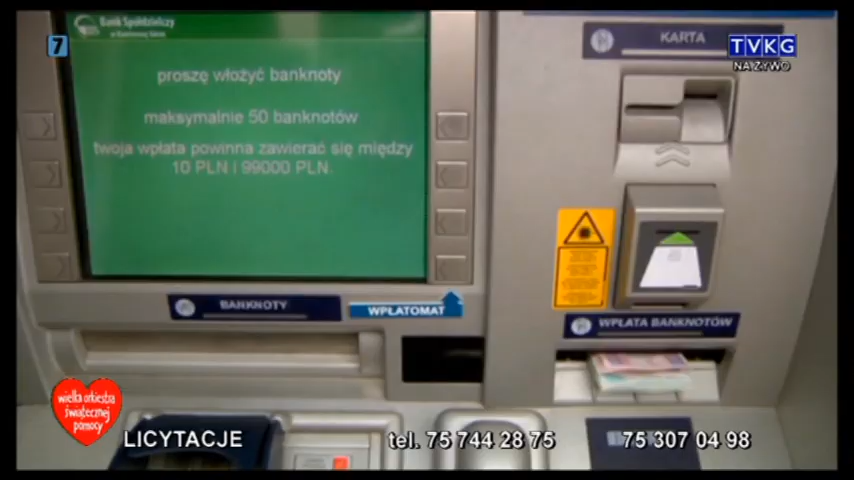 Bank Spółdzielczy
w Kamiennej Górze
7
proszę włożyć banknoty
maksymalnie 50 banknotów
twoja wpłata powinna zawierać się między
10 PLN i 99000 PLN.
KARTA
TVKG
NA ŻYWO
BANKNOTY
WPŁATOMAT
WPŁATA BANKNOTÓW
wielka orkiestra
świątecznej
pomocy
LICYTACJE
tel. 75 744 28 75
75 307 04 98